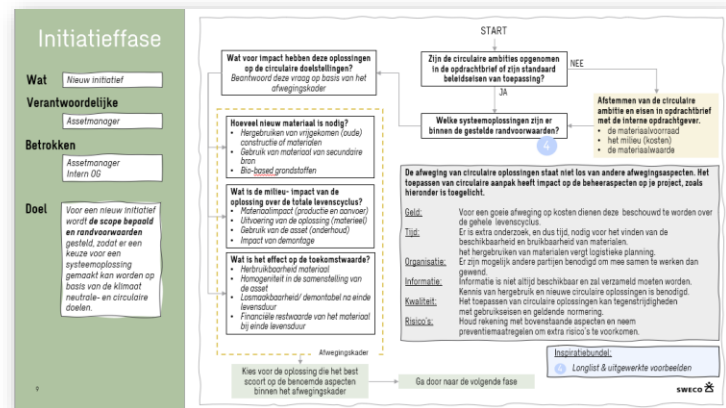 Initiatieffase
Wat
Nieuw initiatief
Verantwoordelijke
Assetmanager
Betrokken
Assetmanager
Intern OG
Doel
Voor een nieuw initiatief
wordt de scope bepaald
en randvoorwaarden
gesteld, zodat er een
keuze voor een
systeemoplossing
gemaakt kan worden op
basis van de klimaat
neutrale- en circulaire
doelen.
9
START
Zijn de circulaire ambities opgenomen
in de opdrachtbrief of zijn standaard
beleidseisen van toepassing?
NEE
JA
Afstemmen van de circulaire
ambitie en eisen in opdrachtbrief
met de interne opdrachtgever.
• de materiaalvoorraad
• het milieu (kosten)
• de materiaalwaarde
Welke systeemoplossingen zijn er
binnen de gestelde randvoorwaarden?
Wat voor impact hebben deze oplossingen
op de circulaire doelstellingen?
Beantwoord deze vraag op basis van het
afwegingskader
Hoeveel nieuw materiaal is nodig?
• Hergebruiken van vrijgekomen (oude)
constructie of materialen
• Gebruik van materiaal van secundaire
bron
• Bio-based grondstoffen
Wat is de milieu- impact van de
oplossing over de totale levenscyclus?
• Materiaalimpact (productie en aanvoer)
• Uitvoering van de oplossing (materieel)
• Gebruik van de asset (onderhoud)
• Impact van demontage
Wat is het effect op de toekomstwaarde?
• Herbruikbaarheid materiaal
• Homogeniteit in de samenstelling van
de asset
• Losmaakbaarheid/ demontabel na einde
levensduur
• Financiële restwaarde van het materiaal
bij einde levensduur
Afwegingskader
Kies voor de oplossing die het best
scoort op de benoemde aspecten
binnen het afwegingskader
Ga door naar de volgende fase
De afweging van circulaire oplossingen staat niet los van andere afwegingsaspecten. Het
toepassen van circulaire aanpak heeft impact op de beheeraspecten op je project, zoals
hieronder is toegelicht.
Geld: Voor een goeie afweging op kosten dienen deze beschouwd te worden over
de gehele levenscyclus.
Tijd: Er is extra onderzoek, en dus tijd, nodig voor het vinden van de
beschikbaarheid en bruikbaarheid van materialen.
het hergebruiken van materialen vergt logistieke planning.
Organisatie: Er zijn mogelijk andere partijen benodigd om mee samen te werken dan
gewend.
Informatie: Informatie is niet altijd beschikbaar en zal verzameld moeten worden.
Kennis van hergebruik en nieuwe circulaire oplossingen is benodigd.
Kwaliteit: Het toepassen van circulaire oplossingen kan tegenstrijdigheden
met gebruikseisen en geldende normering.
Risico's: Houd rekening met bovenstaande aspecten en neem
preventiemaatregelen om extra risico's te voorkomen.
Inspiratiebundel:
Longlist & uitgewerkte voorbeelden
SWECO